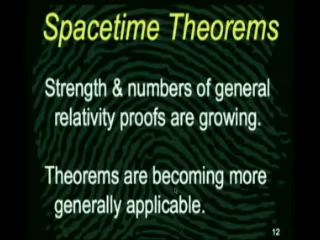 Spacetime Theorems
Strength & numbers of general
relativity proofs are growing.
Theorems are becoming more
generally applicable.
12